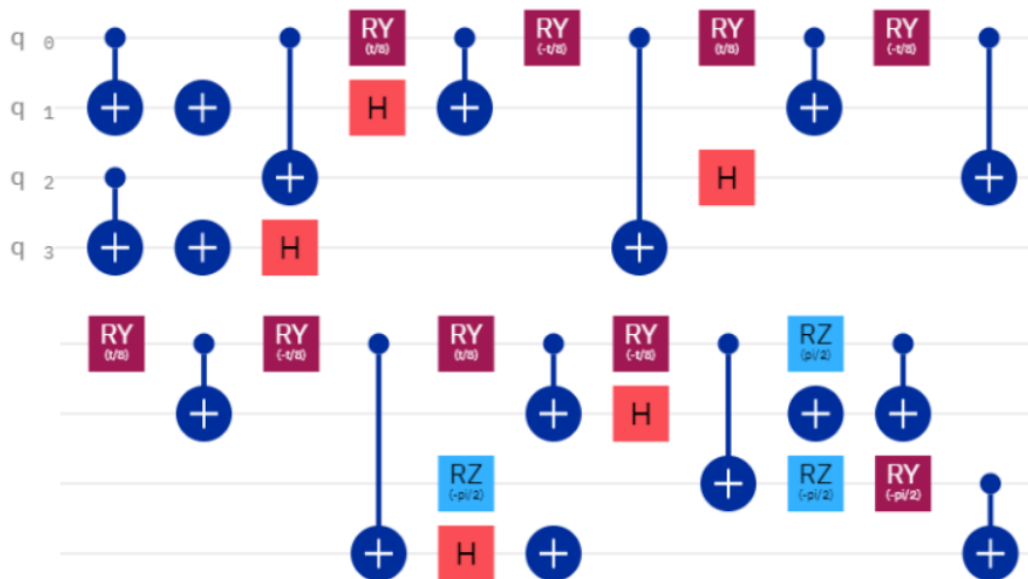 RY RY RY RY
q 0 (t/8) (-t/8) (t/8) (-t/8)
q 1 H
q 2 H
q 3 H
RY RY RY RY RZ
(t/8) (-t/8) (t/8) (-t/8) (pi/2)
H
RZ RZ RY
(-pi/2) (-pi/2) (-pi/2)
H